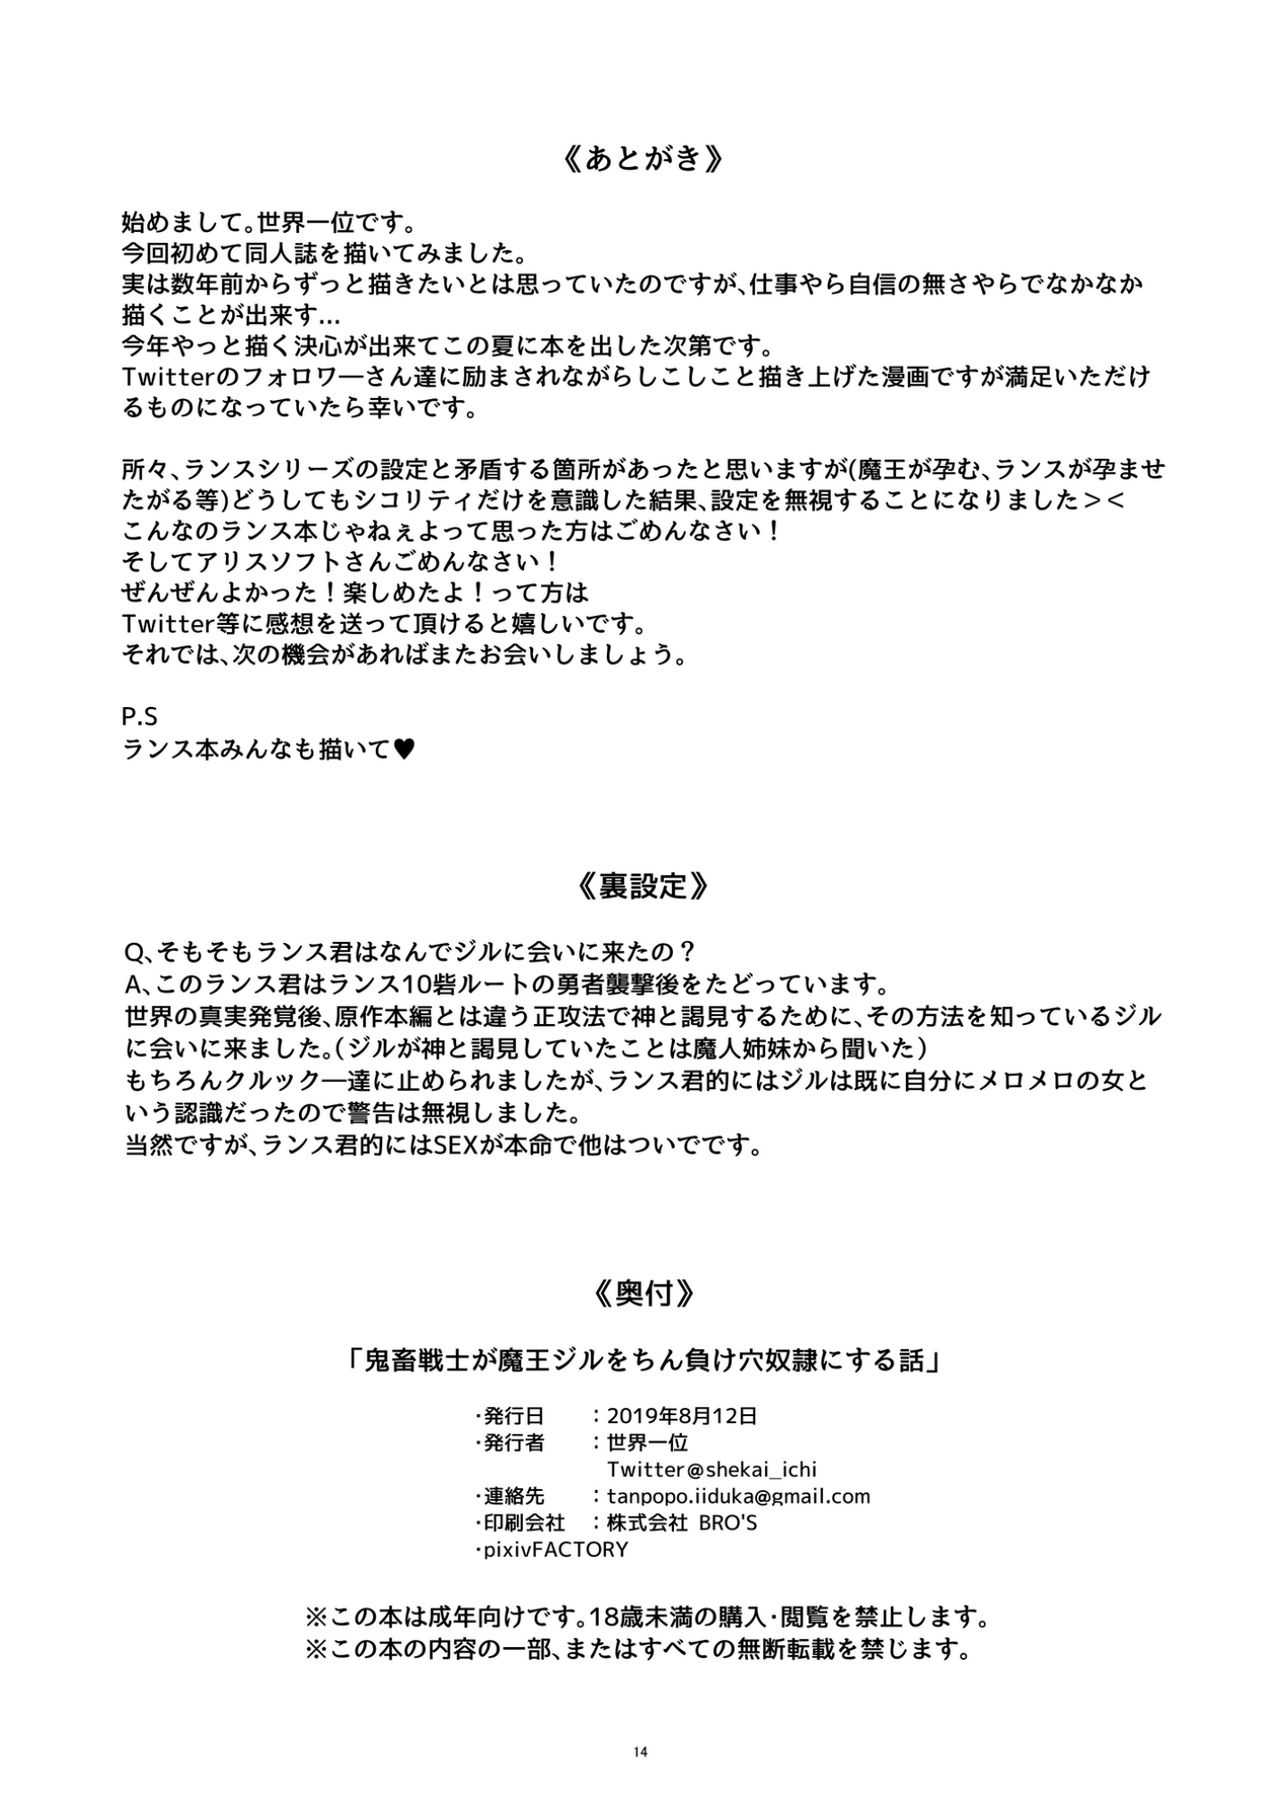 《あとがき》
始めまして。世界一位です。
今回初めて同人誌を描いてみました。
実は数年前からずっと描きたいとは思っていたのですが、仕事やら自信の無さやらでなかなか
描くことが出来す…
今年やっと描く決心が出来てこの夏に本を出した次第です。
Twitterのフォロワーさん達に励まされながらしこしこと描き上げた漫画ですが満足いただけ
るものになっていたら幸いです。
所々、ランスシリーズの設定と矛盾する箇所があったと思いますが(魔王が孕む、ランスが孕ませ
たがる等)どうしてもシコリティだけを意識した結果、設定を無視することになりました＞＜
こんなのランス本じゃねぇよって思った方はごめんなさい！
そしてアリスソフトさんごめんなさい！
ぜんぜんよかった！楽しめたよ！って方は
Twitter等に感想を送って頂けると嬉しいです。
それでは、次の機会があればまたお会いしましょう。
P.S
ランス本みんなも描いて♥
《裏設定》
Q、そもそもランス君はなんでジルに会いに来たの？
A、このランス君はランス10砦ルートの勇者襲撃後をたどっています。
世界の真実発覚後、原作本編とは違う正攻法で神と謁見するために、その方法を知っているジル
に会いに来ました。（ジルが神と謁見していたことは魔人姉妹から聞いた）
もちろんクルックー達に止められましたが、ランス君的にはジルは既に自分にメロメロの女と
いう認識だったので警告は無視しました。
当然ですが、ランス君的にはSEXが本命で他はついでです。
《奥付》
「鬼畜戦士が魔王ジルをちん負け穴奴隷にする話」
・発行日　：2019年8月12日
・発行者　：世界一位
Twitter@shekai_ichi
・連絡先　：tanpopo.iiduka@gmail.com
・印刷会社　：株式会社 BRO'S
・pixivFACTORY
※この本は成年向けです。18歳未満の購入・閲覧を禁止します。
※この本の内容の一部、またはすべての無断転載を禁じます。
14